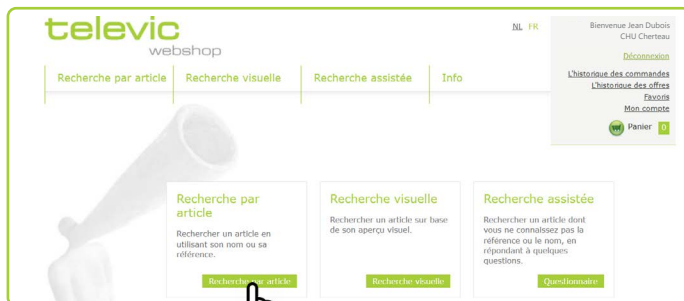 televic
webshop
NL FR
Bienvenue Jean Dubois
CHU Cherteau
Déconnexion
L'historique des commandes
L'historique des offres
Favoris
Mon compte
Panier 0
Recherche par article
Recherche visuelle
Recherche assistée
Info
Recherche par
article
Rechercher un article en
utilisant son nom ou sa
référence.
Recherche par article
Recherche visuelle
Rechercher un article sur base
de son aperçu visuel.
Recherche visuelle
Recherche assistée
Rechercher un article dont
vous ne connaissez pas la
référence ou le nom, en
répondant à quelques
questions.
Questionnaire